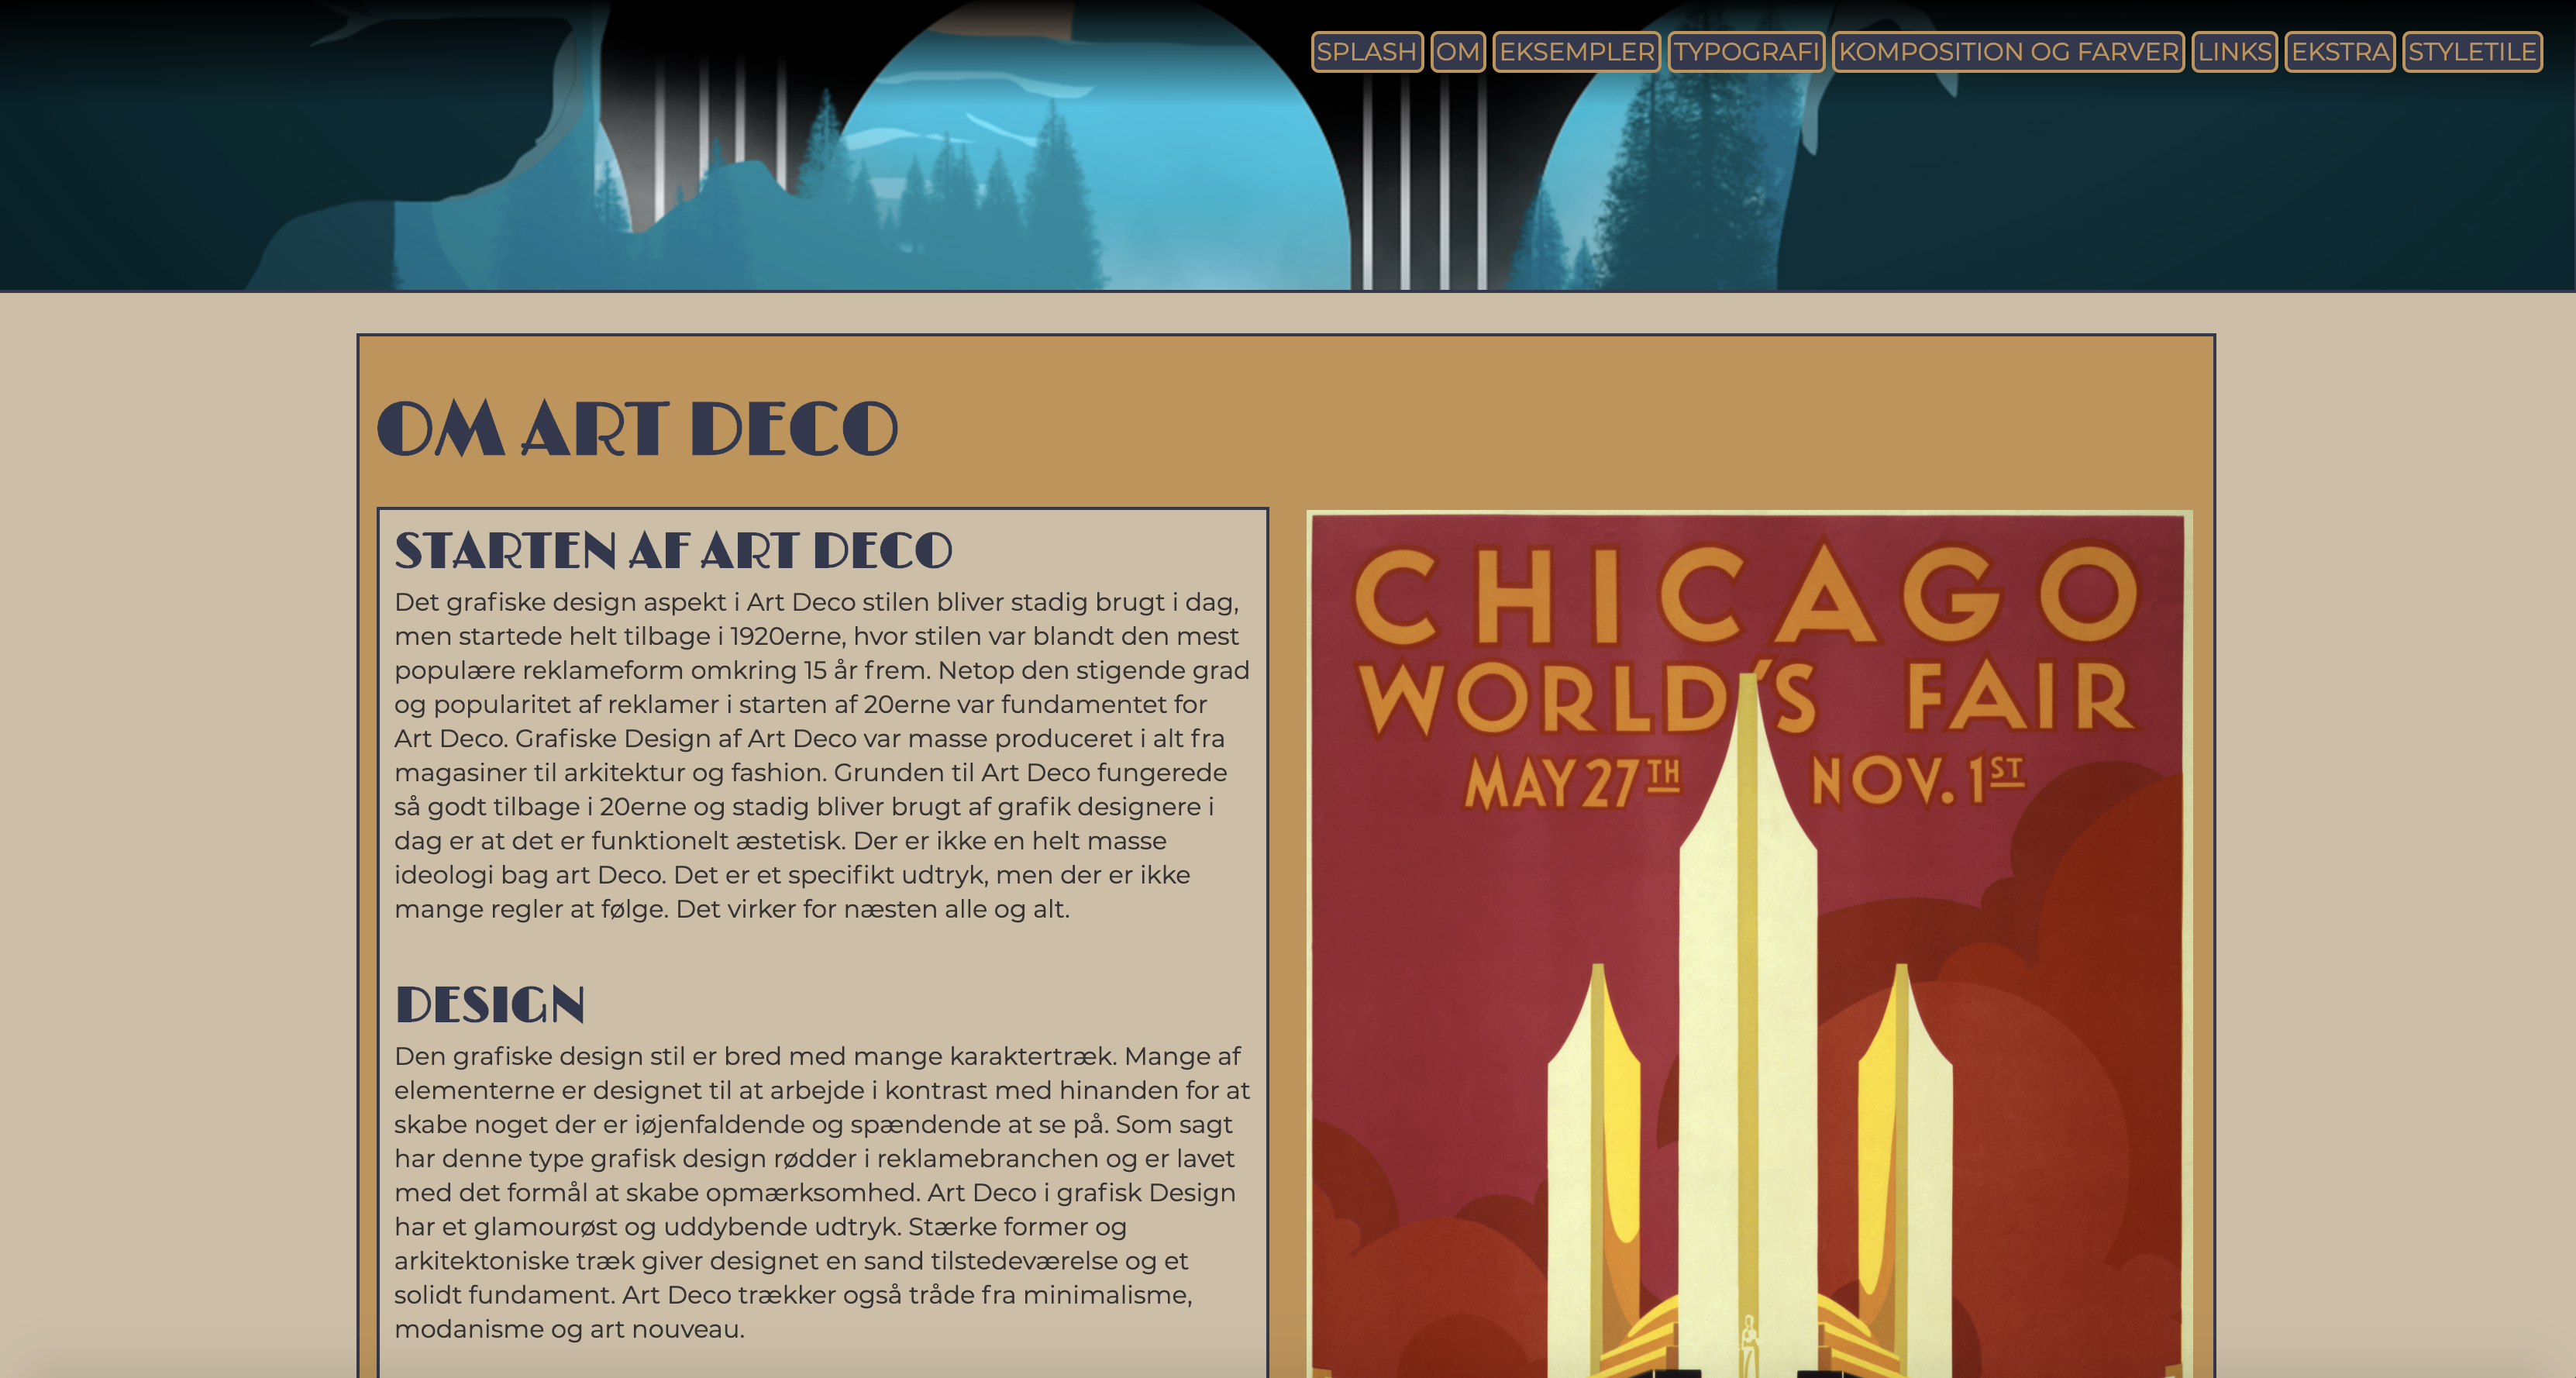 SPLASH OM EKSEMPLER TYPOGRAFI KOMPOSITION OG FARVER LINKS EKSTRA STYLETILE
OM ART DECO
STARTEN AF ART DECO
Det grafiske design aspekt i Art Deco stilen bliver stadig brugt i dag,
men startede helt tilbage i 1920erne, hvor stilen var blandt den mest
populære reklameform omkring 15 år frem. Netop den stigende grad
og popularitet af reklamer i starten af 20erne var fundamentet for
Art Deco. Grafiske Design af Art Deco var masse produceret i alt fra
magasiner til arkitektur og fashion. Grunden til Art Deco fungerede
så godt tilbage i 20erne og stadig bliver brugt af grafik designere i
dag er at det er funktionelt æstetisk. Der er ikke en helt masse
ideologi bag art Deco. Det er et specifikt udtryk, men der er ikke
mange regler at følge. Det virker for næsten alle og alt.
DESIGN
Den grafiske design stil er bred med mange karaktertræk. Mange af
elementerne er designet til at arbejde i kontrast med hinanden for at
skabe noget der er iøjenfaldende og spændende at se på. Som sagt
har denne type grafisk design rødder i reklamebranchen og er lavet
med det formål at skabe opmærksomhed. Art Deco i grafisk Design
har et glamourøst og uddybende udtryk. Stærke former og
arkitektoniske træk giver designet en sand tilstedeværelse og et
solidt fundament. Art Deco trækker også tråde fra minimalisme,
modanisme og art nouveau.
CHICAGO
WORLD'S FAIR
MAY 27TH NOV. 1ST